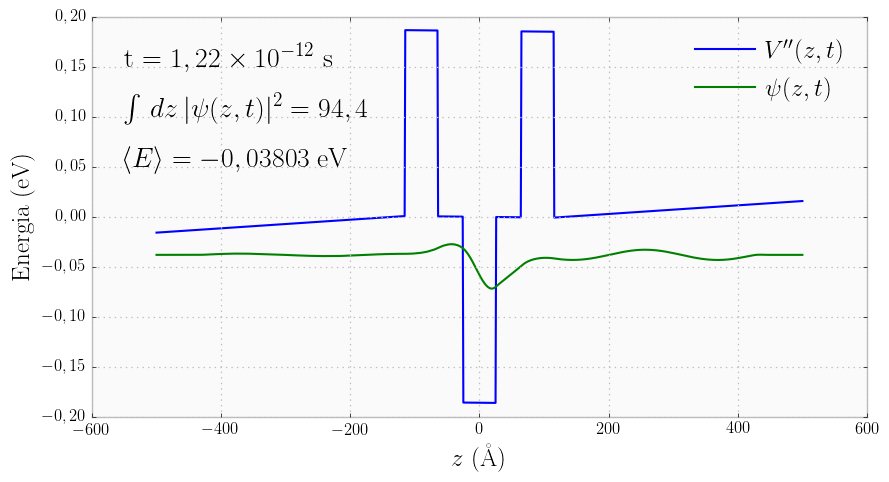 0,20
0,15
0,10
0,05
0,00
−0,05
−0,10
−0,15
−0,20
Energia (eV)
t = 1,22 × 10⁻¹² s
∫ dz |ψ(z,t)|² = 94,4
⟨E⟩ = −0,03803 eV
V″(z,t)
ψ(z,t)
−600
−400
−200
0
200
400
600
z (Å)